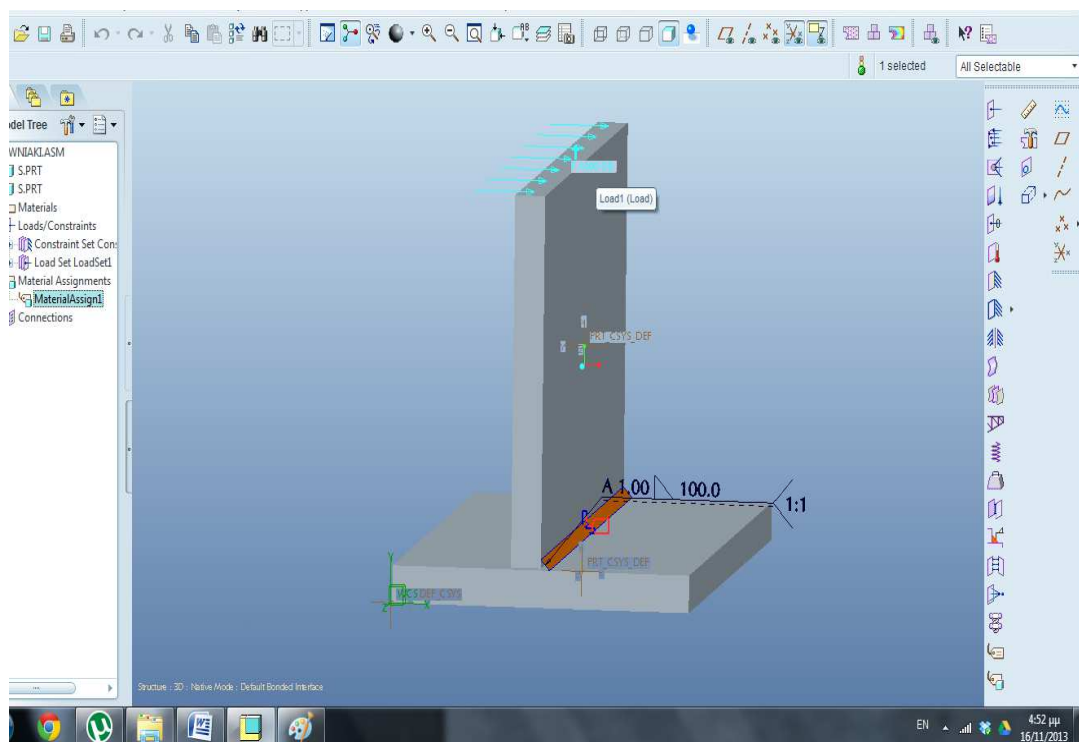 1 selected
All Selectable
odel Tree
WNIAKI.ASM
S.PRT
S.PRT
Materials
Loads/Constraints
Constraint Set Con
Load Set LoadSet1
Material Assignments
MaterialAssign1
Connections
Load1 (Load)
PRT_CSYS_DEF
A 1.00 100.0
1:1
PRT_CSYS_DEF
Y
WCS DEF_CSYS
X
Z
Structure : 3D : Native Mode : Default Bonded Interface
EN
4:52 μμ
16/11/2013